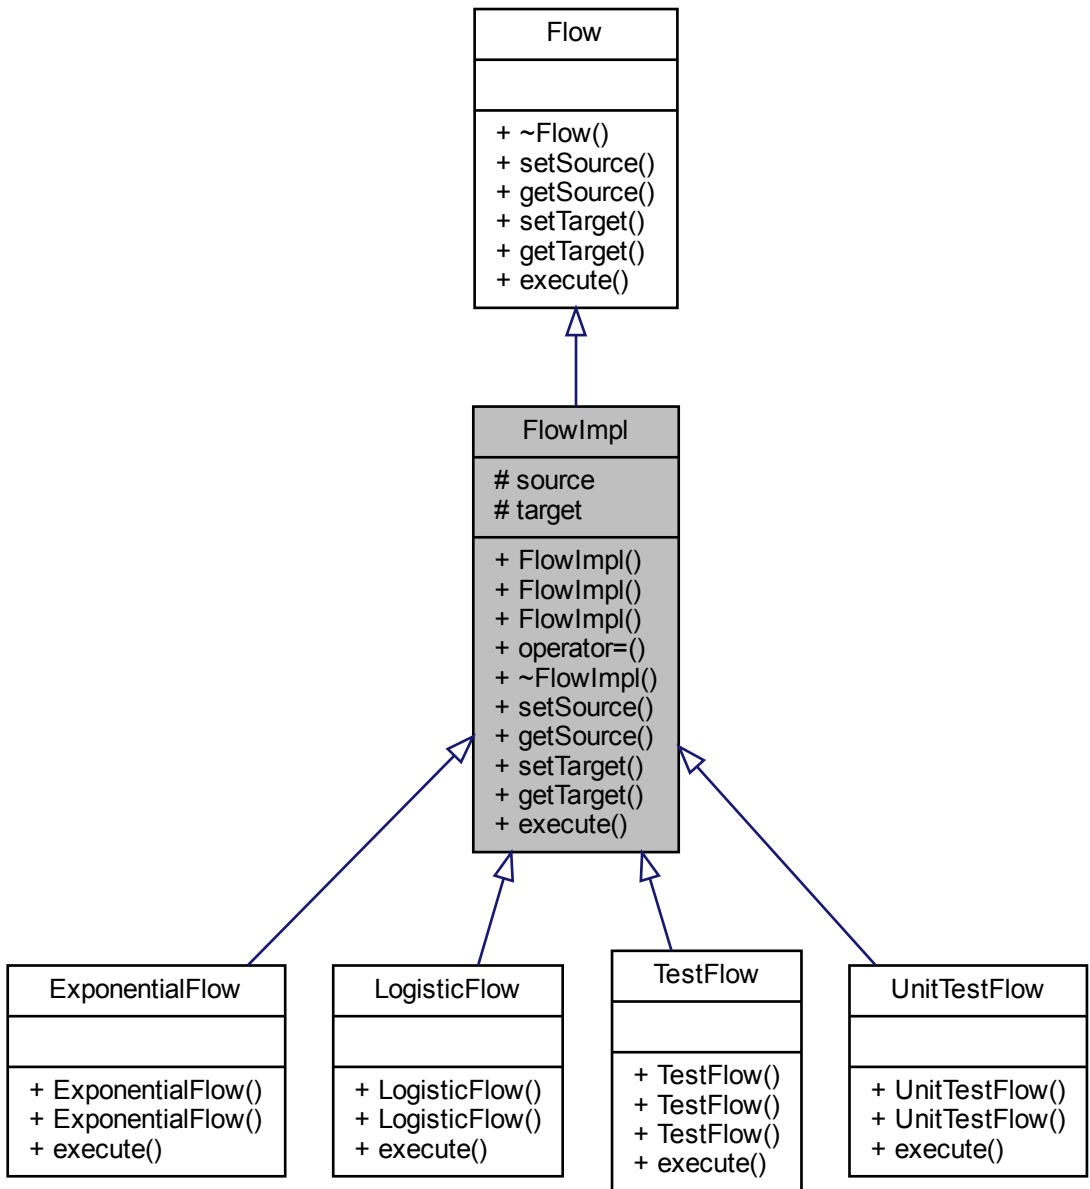 Flow
+ ~Flow()
+ setSource()
+ getSource()
+ setTarget()
+ getTarget()
+ execute()
FlowImpl
# source
# target
+ FlowImpl()
+ FlowImpl()
+ FlowImpl()
+ operator=()
+ ~FlowImpl()
+ setSource()
+ getSource()
+ setTarget()
+ getTarget()
+ execute()
ExponentialFlow
+ ExponentialFlow()
+ ExponentialFlow()
+ execute()
LogisticFlow
+ LogisticFlow()
+ LogisticFlow()
+ execute()
TestFlow
+ TestFlow()
+ TestFlow()
+ TestFlow()
+ execute()
UnitTestFlow
+ UnitTestFlow()
+ UnitTestFlow()
+ execute()